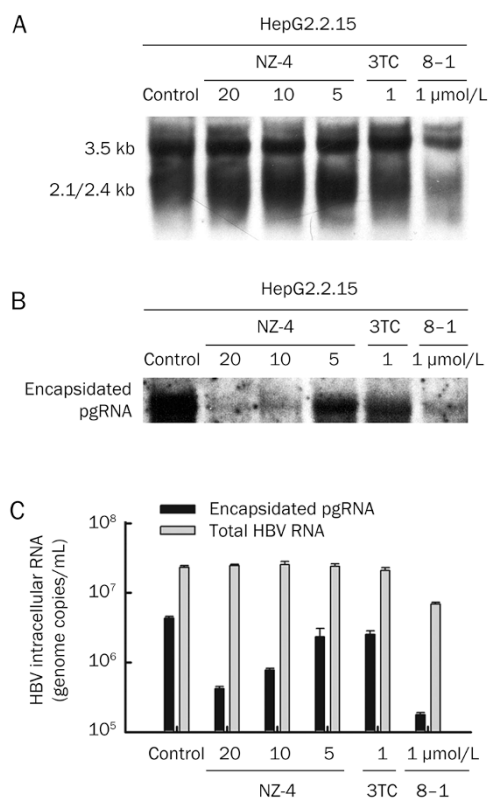 A
HepG2.2.15
NZ-4 3TC 8–1
Control 20 10 5 1 1 μmol/L
3.5 kb
2.1/2.4 kb
B
HepG2.2.15
NZ-4 3TC 8–1
Control 20 10 5 1 1 μmol/L
Encapsidated
pgRNA
C
Encapsidated pgRNA
Total HBV RNA
HBV intracellular RNA
(genome copies/mL)
10⁸
10⁷
10⁶
10⁵
Control 20 10 5 1 1 μmol/L
NZ-4 3TC 8–1